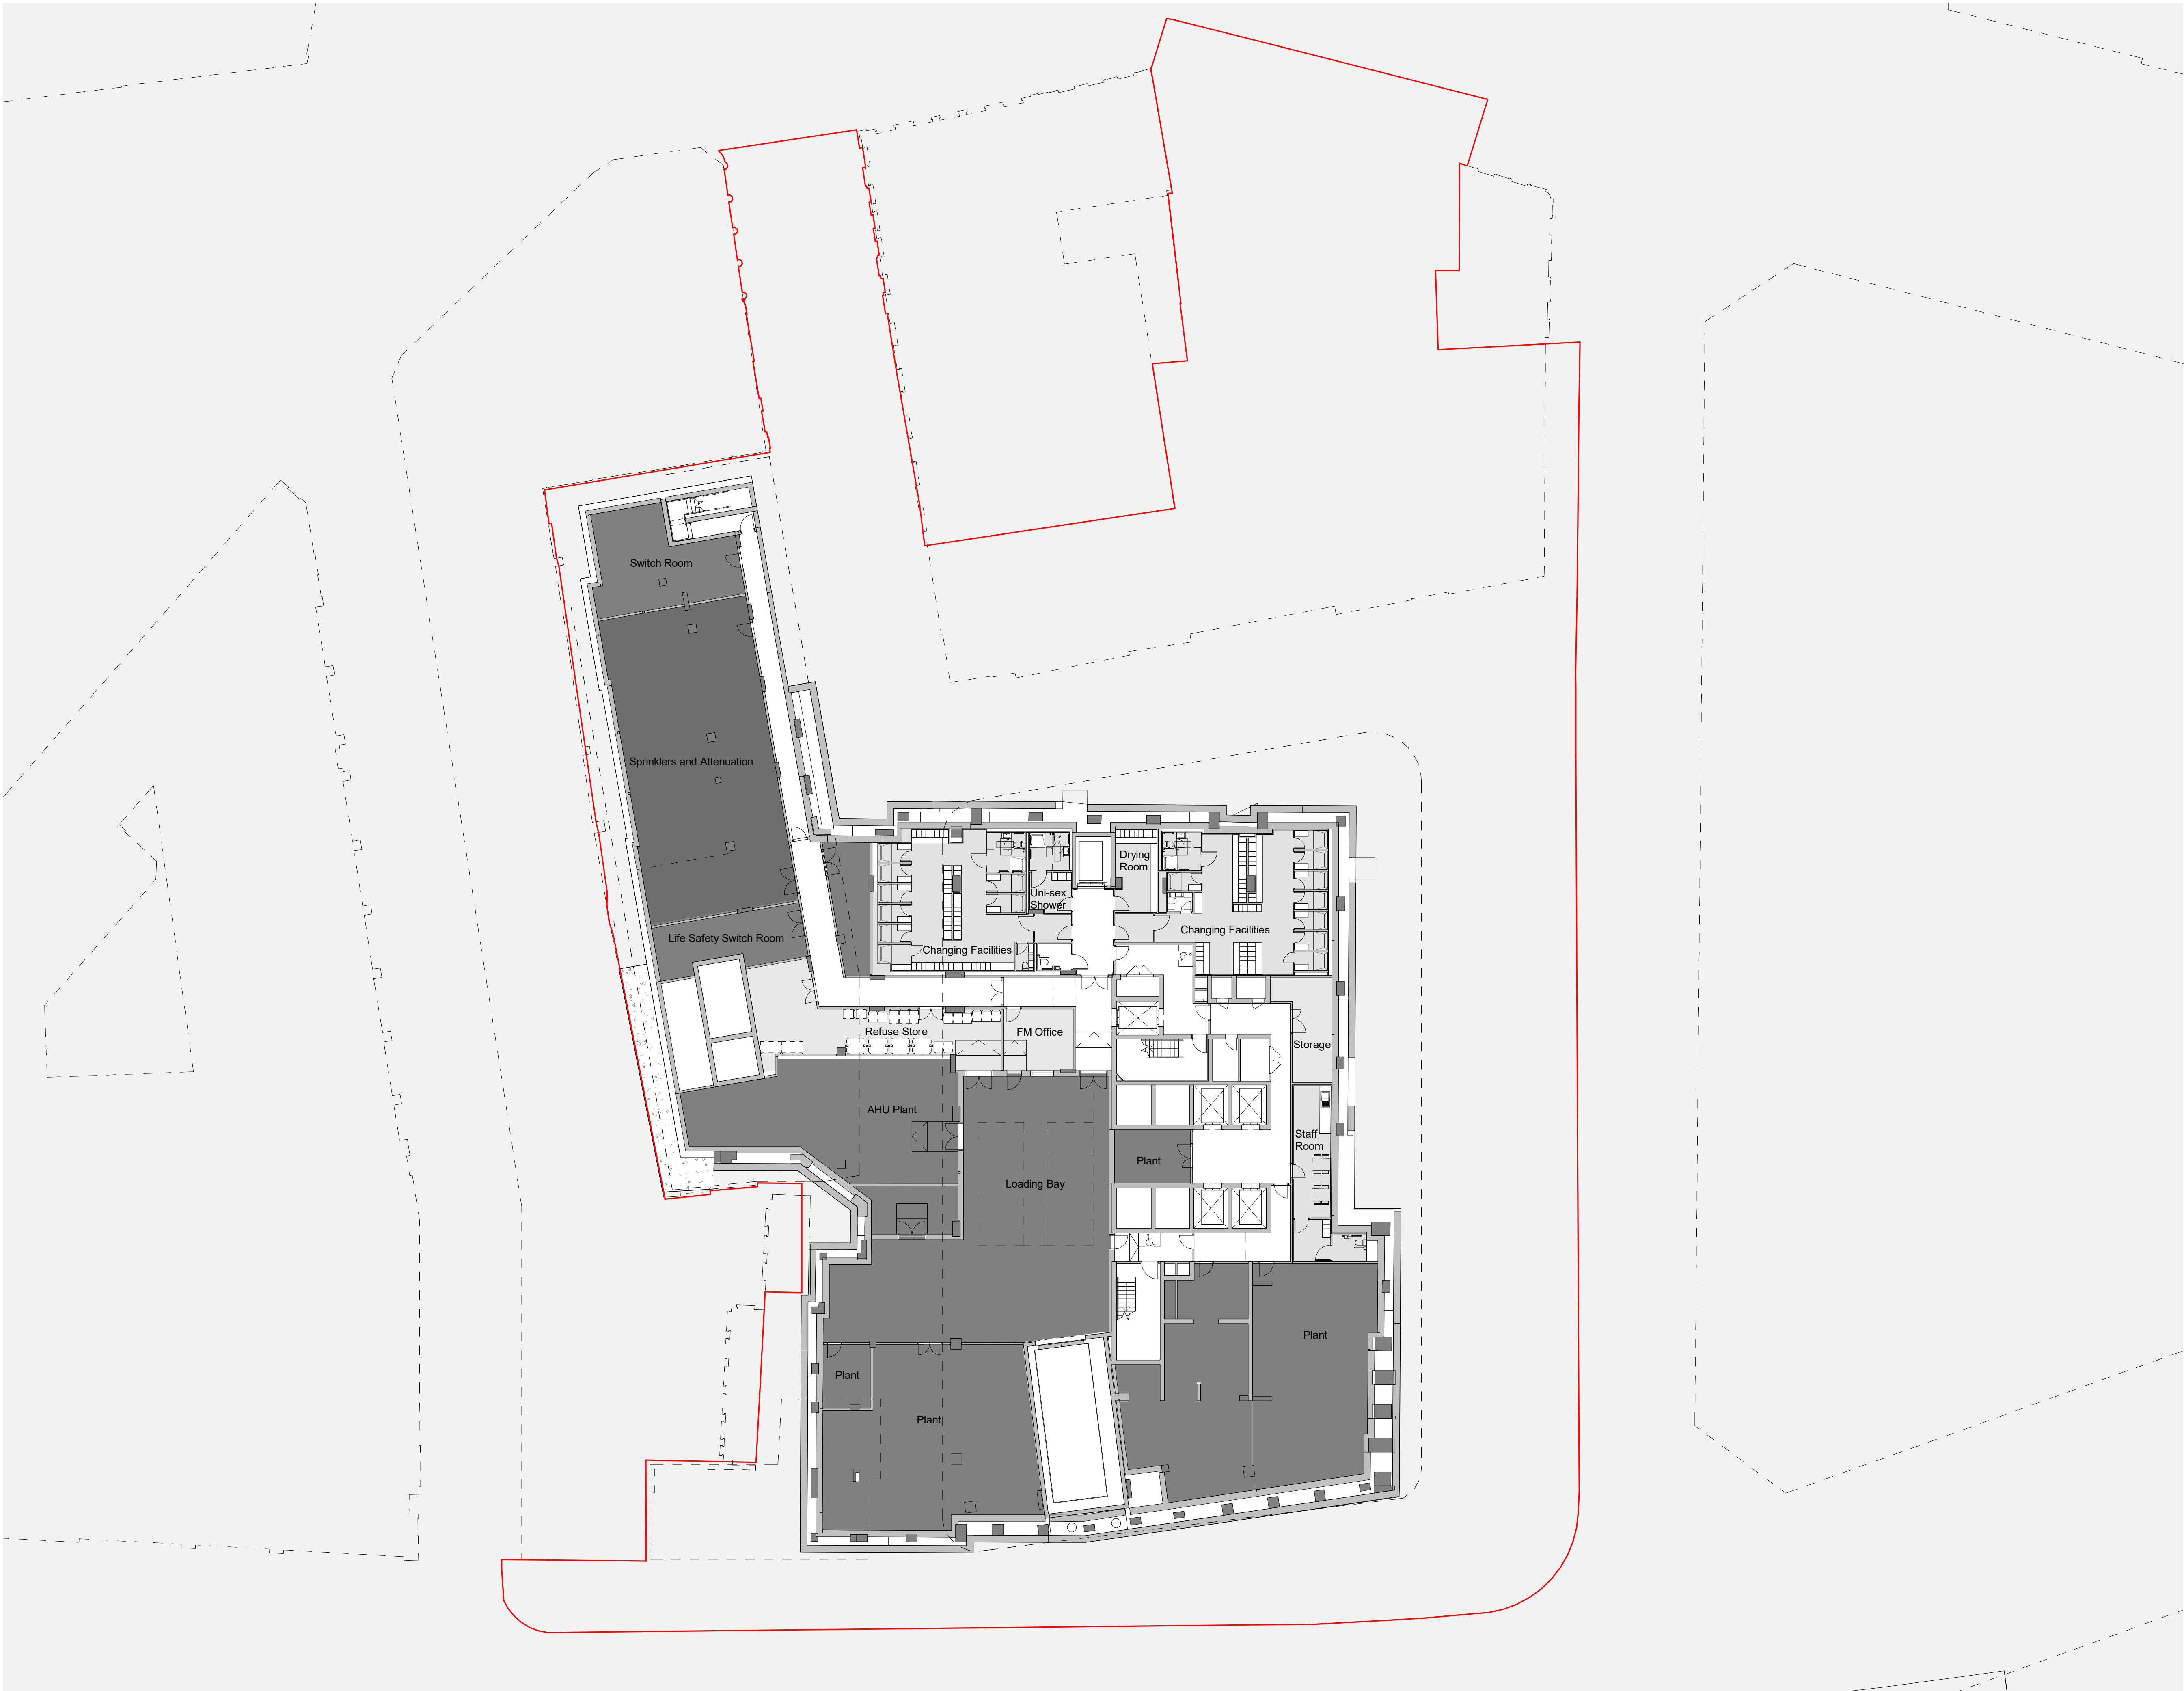 Switch Room
Sprinklers and Attenuation
Drying
Room
Uni-sex
Shower
Changing Facilities
Changing Facilities
Life Safety Switch Room
Refuse Store
FM Office
Storage
AHU Plant
Staff
Room
Plant
Loading Bay
Plant
Plant
Plant